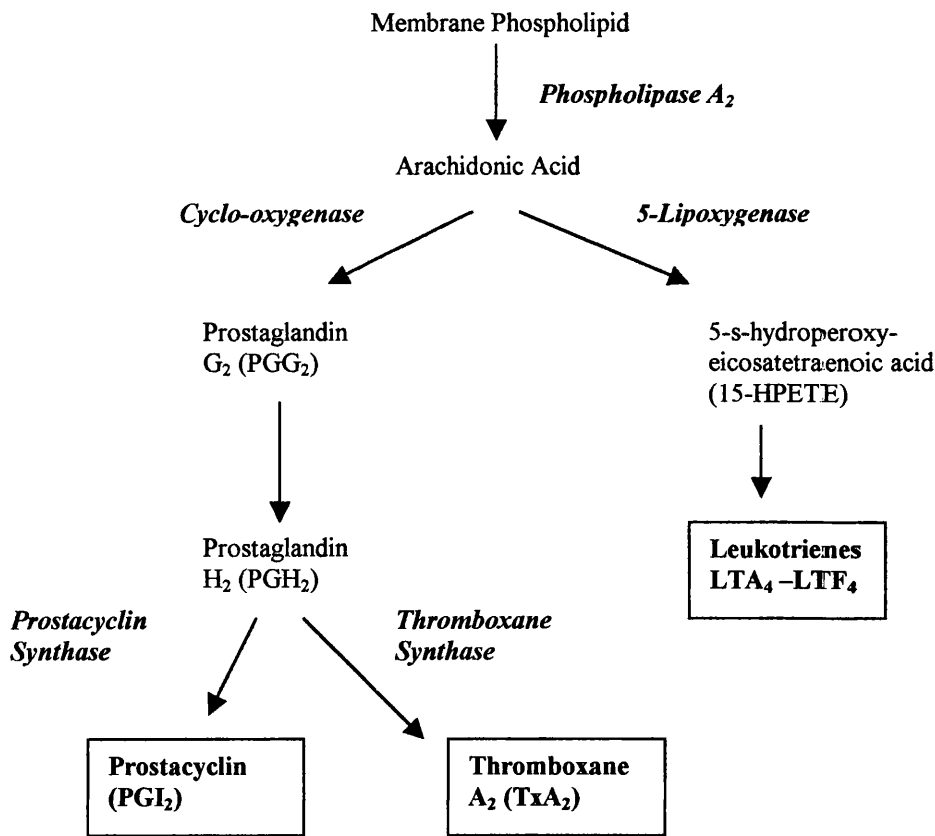 Membrane Phospholipid
Phospholipase A₂
Arachidonic Acid
Cyclo-oxygenase
5-Lipoxygenase
Prostaglandin
G₂ (PGG₂)
5-s-hydroperoxy-
eicosatetraenoic acid
(15-HPETE)
Prostaglandin
H₂ (PGH₂)
Leukotrienes
LTA₄ –LTF₄
Prostacyclin
Synthase
Thromboxane
Synthase
Prostacyclin
(PGI₂)
Thromboxane
A₂ (TxA₂)